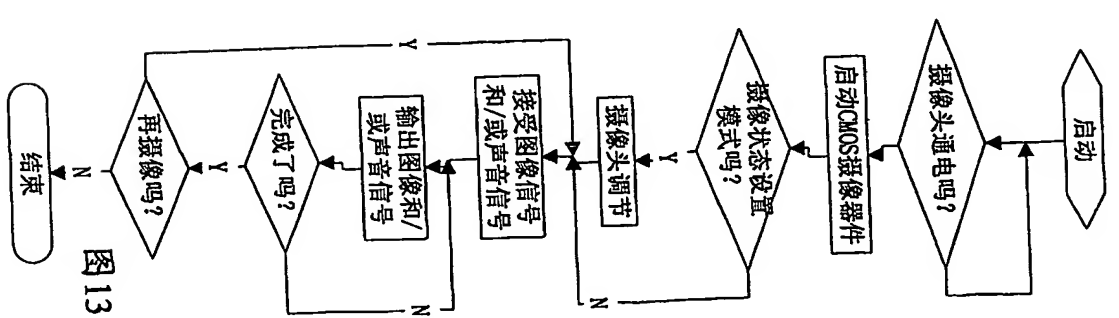 启动
摄像头通电吗?
启动CMOS摄像器件
摄像状态设置
模式吗?
N
Y
摄像头调节
接受图像信号
和/或声音信号
输出图像和/
或声音信号
N
完成了吗?
Y
Y
再摄像吗?
N
结束
图13